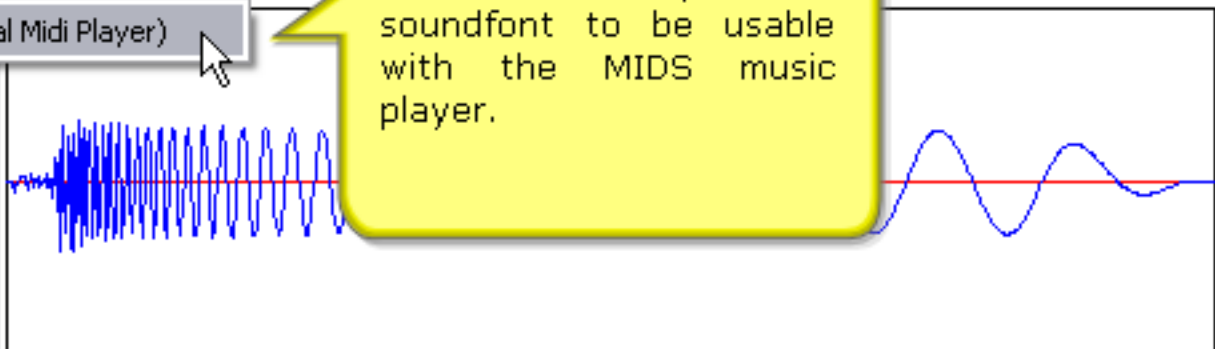 al Midi Player)
soundfont to be usable
with the MIDS music
player.